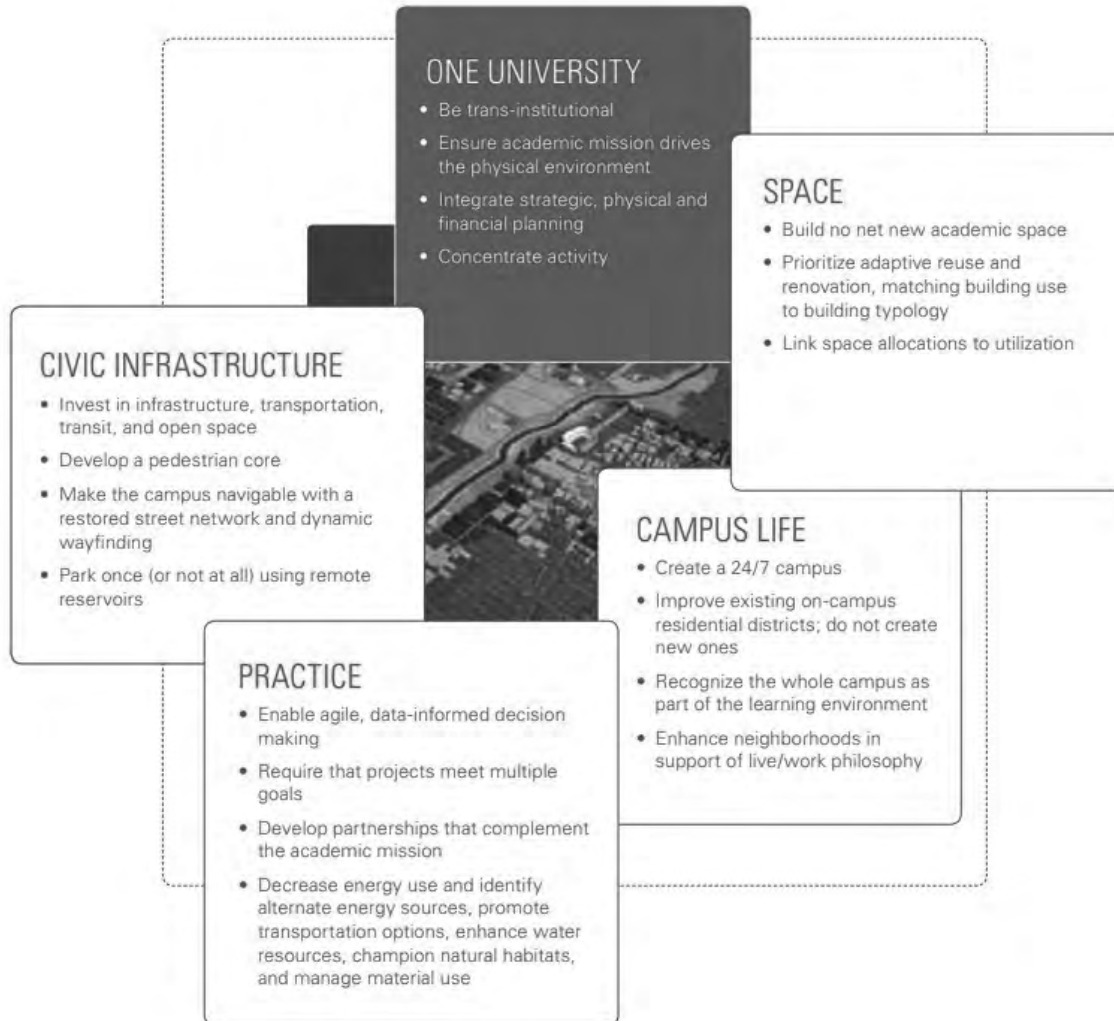 ONE UNIVERSITY
• Be trans-institutional
• Ensure academic mission drives
the physical environment
• Integrate strategic, physical and
financial planning
• Concentrate activity
SPACE
• Build no net new academic space
• Prioritize adaptive reuse and
renovation, matching building use
to building typology
• Link space allocations to utilization
CIVIC INFRASTRUCTURE
• Invest in infrastructure, transportation,
transit, and open space
• Develop a pedestrian core
• Make the campus navigable with a
restored street network and dynamic
wayfinding
• Park once (or not at all) using remote
reservoirs
CAMPUS LIFE
• Create a 24/7 campus
• Improve existing on-campus
residential districts; do not create
new ones
• Recognize the whole campus as
part of the learning environment
• Enhance neighborhoods in
support of live/work philosophy
PRACTICE
• Enable agile, data-informed decision
making
• Require that projects meet multiple
goals
• Develop partnerships that complement
the academic mission
• Decrease energy use and identify
alternate energy sources, promote
transportation options, enhance water
resources, champion natural habitats,
and manage material use